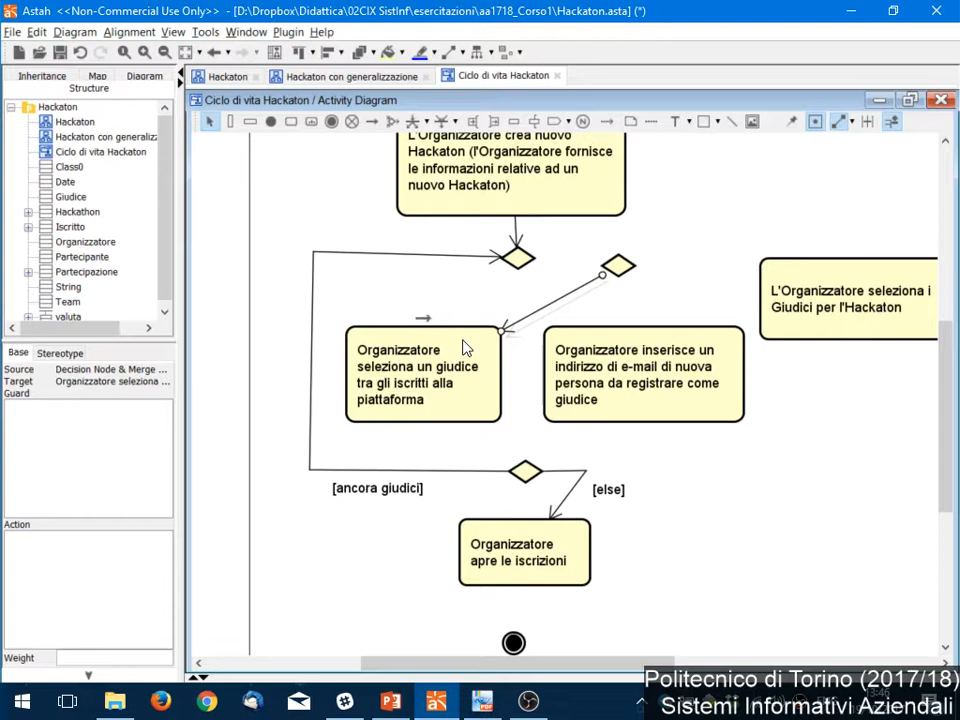 Astah <<Non-Commercial Use Only>> - [D:\Dropbox\Didattica\02CIX SistInf\esercitazioni\aa1718_Corso1\Hackaton.asta] (*)
File Edit Diagram Alignment View Tools Window Plugin Help
Inheritance Map Diagram
Structure
Hackaton
Hackaton
Hackaton con generaliz
Ciclo di vita Hackaton
Class0
Date
Giudice
Hackathon
Iscritto
Organizzatore
Partecipante
Partecipazione
String
Team
valuta
Base Stereotype
Source Decision Node & Merge ...
Target Organizzatore seleziona ...
Guard
Action
Weight
Hackaton Hackaton con generalizzazione Ciclo di vita Hackaton
Ciclo di vita Hackaton / Activity Diagram
L'Organizzatore crea nuovo
Hackaton (l'Organizzatore fornisce
le informazioni relative ad un
nuovo Hackaton)
L'Organizzatore seleziona i
Giudici per l'Hackaton
Organizzatore
seleziona un giudice
tra gli iscritti alla
piattaforma
Organizzatore inserisce un
indirizzo di e-mail di nuova
persona da registrare come
giudice
[ancora giudici]
[else]
Organizzatore
apre le iscrizioni
Politecnico di Torino (2017/18)
Sistemi Informativi Aziendali